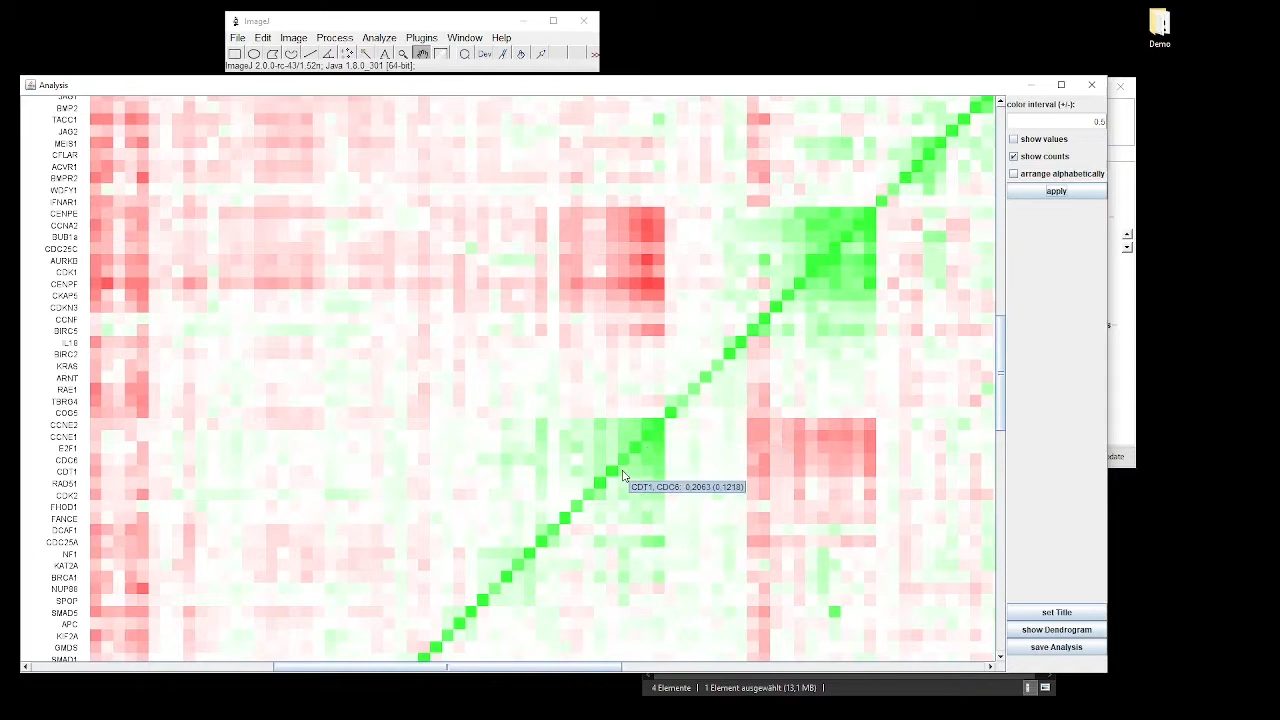 ImageJ
File Edit Image Process Analyze Plugins Window Help
Dev
>>
ImageJ 2.0.0-rc-43/1.52n; Java 1.8.0_301 [64-bit];
Demo
Analysis
JAG1
BMP2
TACC1
JAG2
MEIS1
CFLAR
ACVR1
BMPR2
WDFY1
IFNAR1
CENPE
CCNA2
BUB1a
CDC25C
AURKB
CDK1
CENPF
CKAP5
CDKN3
CCNF
BIRC5
IL18
BIRC2
KRAS
ARNT
RAE1
TBRG4
COG5
CCNE2
CCNE1
E2F1
CDC6
CDT1
RAD51
CDK2
FHOD1
FANCE
DCAF1
CDC25A
NF1
KAT2A
BRCA1
NUP88
SPOP
SMAD5
APC
KIF2A
GMDS
SMAD1
CDT1, CDC6: 0,2063 (0,1218)
color interval (+/-):
0.5
show values
show counts
arrange alphabetically
apply
set Title
show Dendrogram
save Analysis
date
4 Elemente
1 Element ausgewählt (13,1 MB)